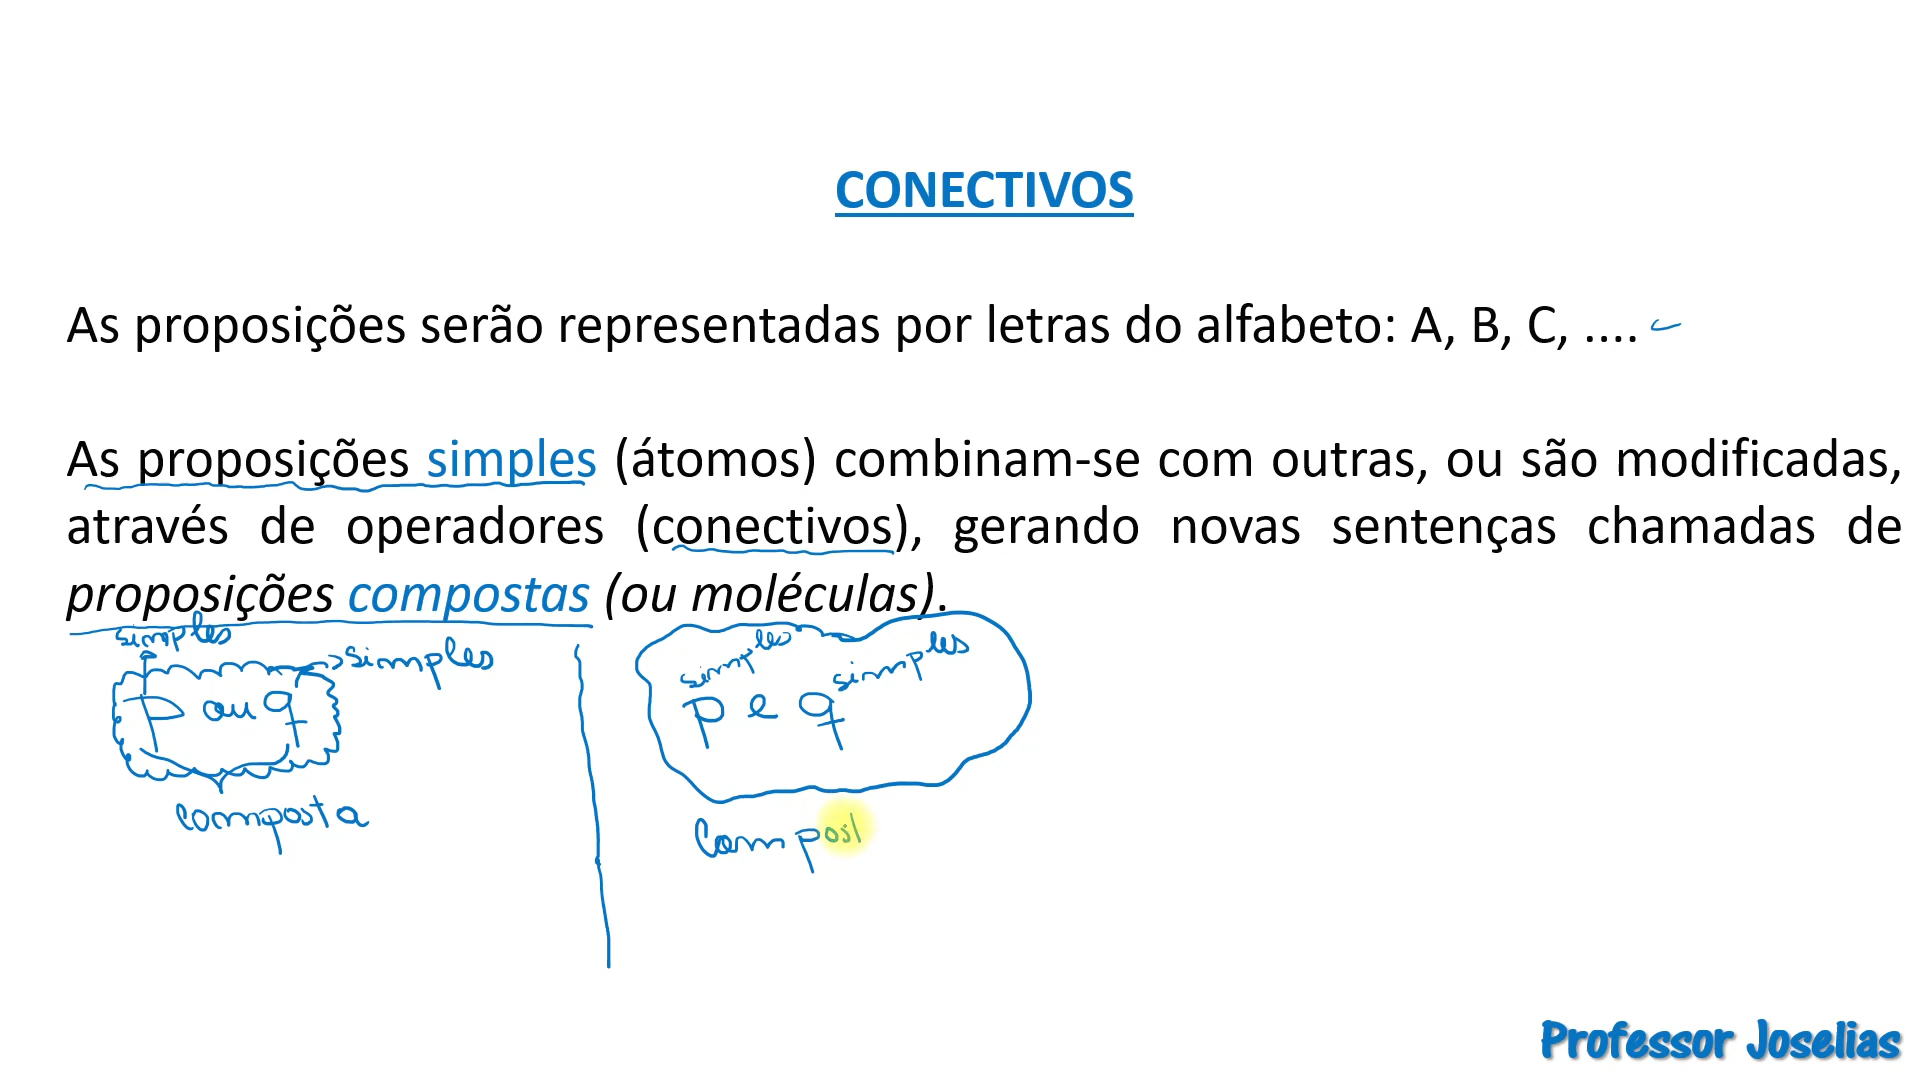 CONECTIVOS
As proposições serão representadas por letras do alfabeto: A, B, C, ....
As proposições simples (átomos) combinam-se com outras, ou são modificadas,
através de operadores (conectivos), gerando novas sentenças chamadas de
proposições compostas (ou moléculas).
simples
simples
p ou q
composta
simples simples
p e q
Compost
Professor Joselias